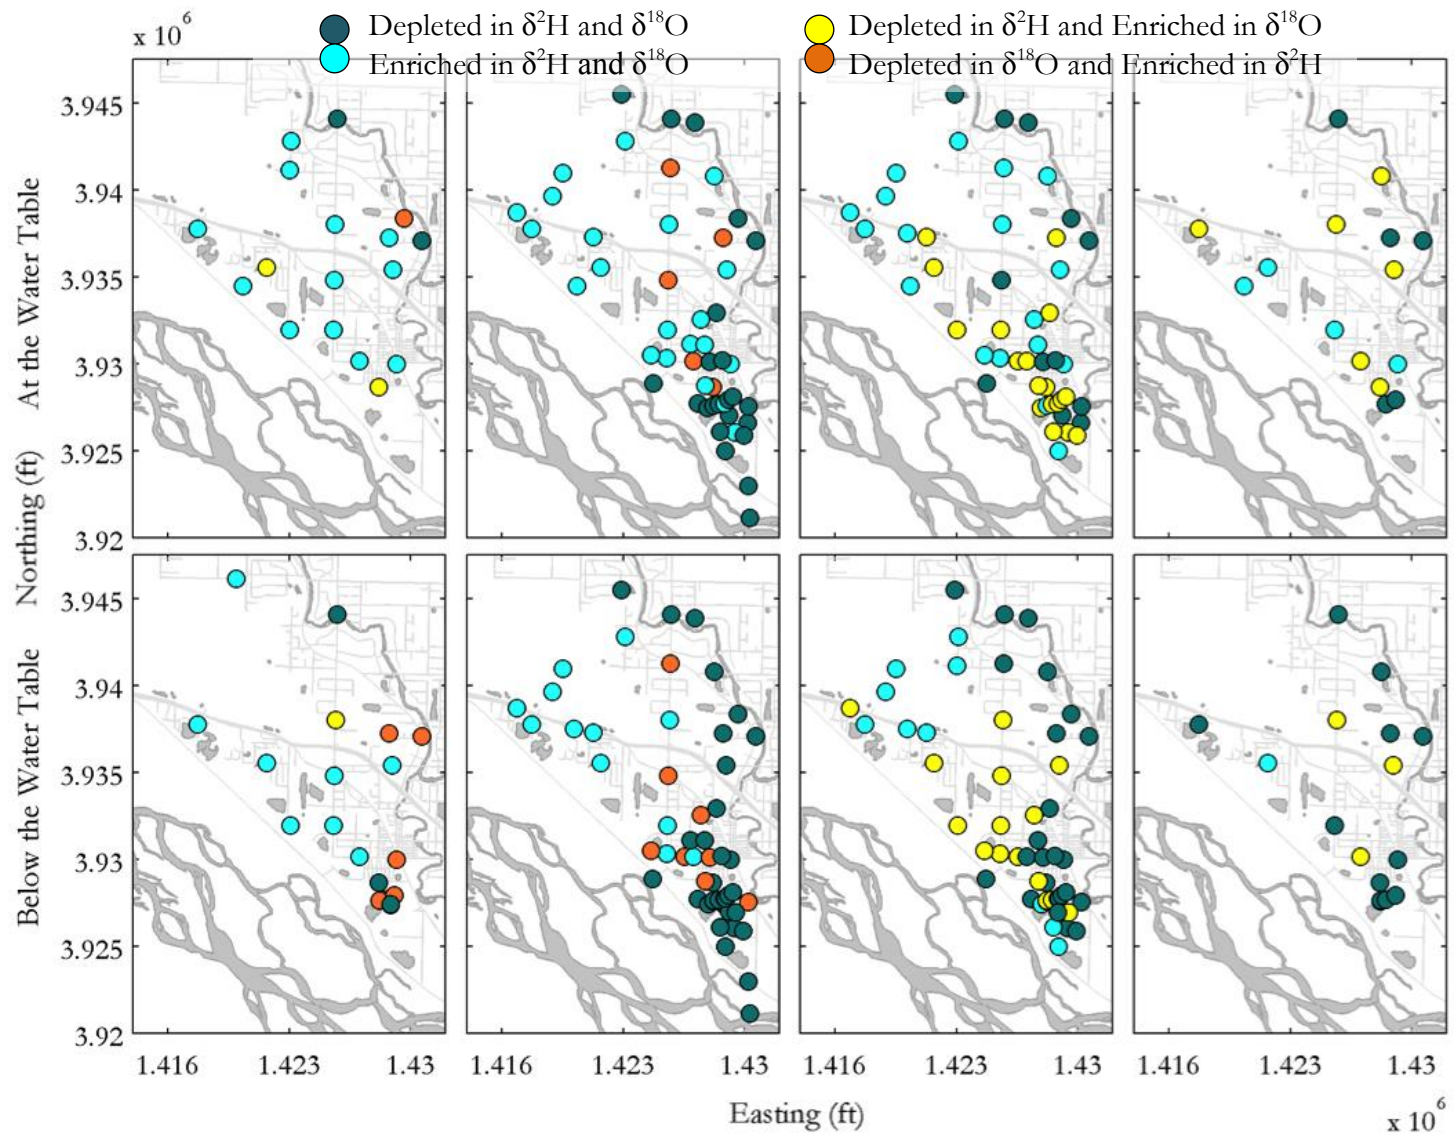 Depleted in δ²H and δ¹⁸O
Enriched in δ²H and δ¹⁸O
Depleted in δ²H and Enriched in δ¹⁸O
Depleted in δ¹⁸O and Enriched in δ²H
x 10⁶
3.945
3.94
3.935
3.93
3.925
3.92
At the Water Table
Northing (ft)
Below the Water Table
3.945
3.94
3.935
3.93
3.925
3.92
1.416 1.423 1.43 1.416 1.423 1.43 1.416 1.423 1.43 1.416 1.423 1.43
Easting (ft)
x 10⁶